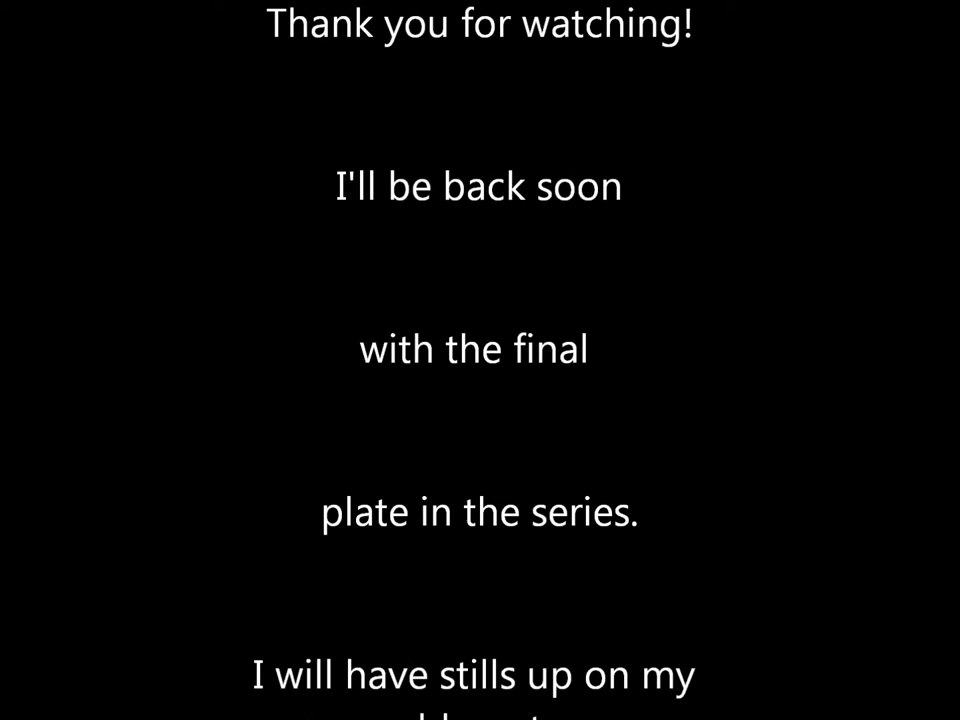 Thank you for watching!
I'll be back soon
with the final
plate in the series.
I will have stills up on my